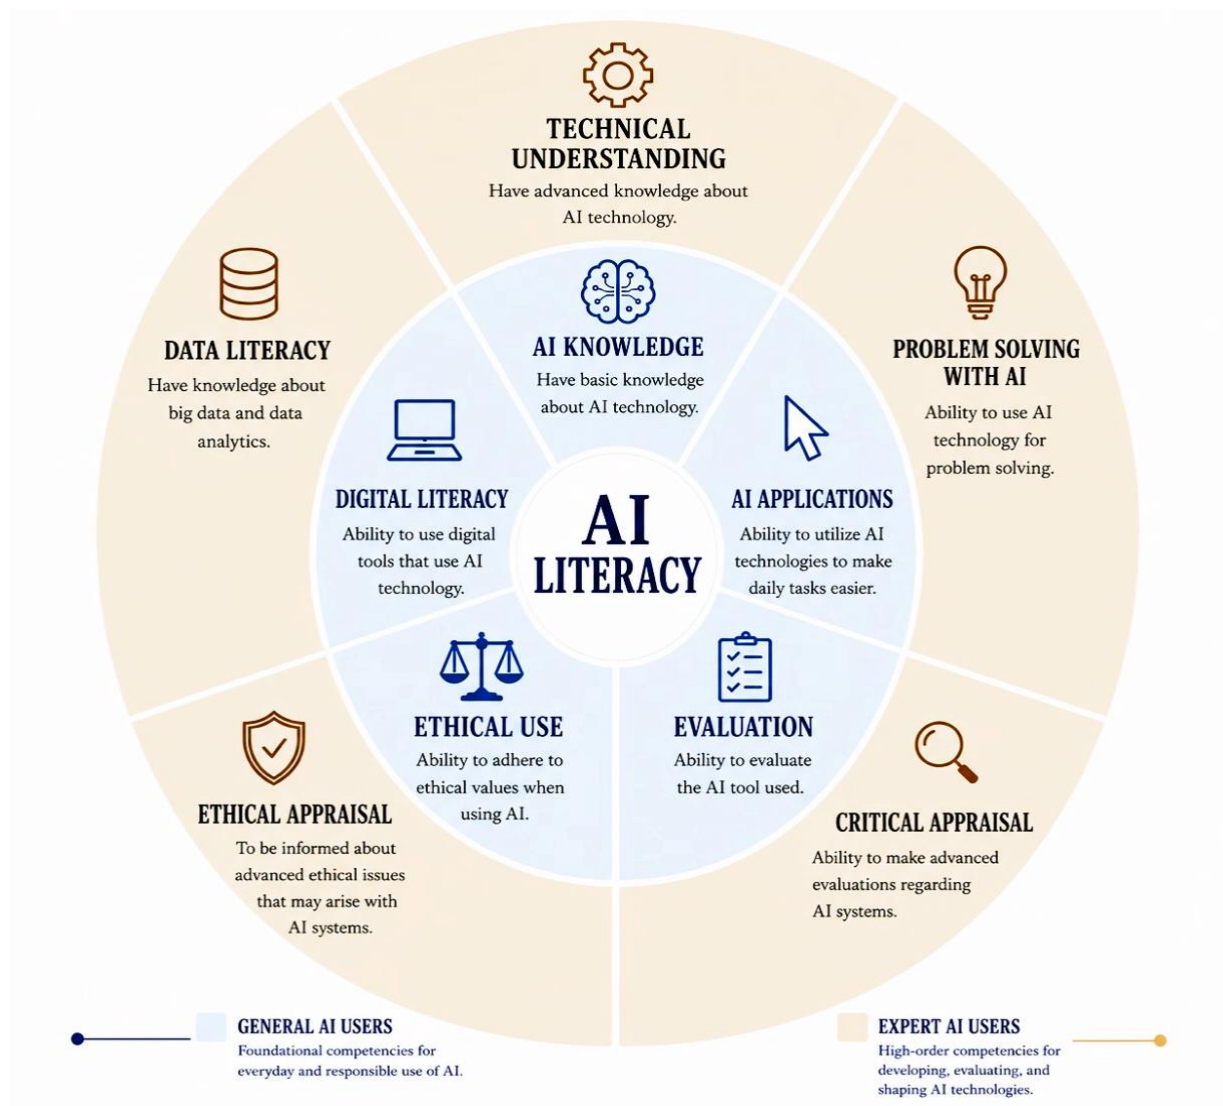 TECHNICAL
UNDERSTANDING
Have advanced knowledge about
AI technology.
AI KNOWLEDGE
Have basic knowledge
about AI technology.
DATA LITERACY
Have knowledge about
big data and data
analytics.
PROBLEM SOLVING
WITH AI
Ability to use AI
technology for
problem solving.
DIGITAL LITERACY
Ability to use digital
tools that use AI
technology.
AI
LITERACY
AI APPLICATIONS
Ability to utilize AI
technologies to make
daily tasks easier.
ETHICAL USE
Ability to adhere to
ethical values when
using AI.
EVALUATION
Ability to evaluate
the AI tool used.
ETHICAL APPRAISAL
To be informed about
advanced ethical issues
that may arise with
AI systems.
CRITICAL APPRAISAL
Ability to make advanced
evaluations regarding
AI systems.
GENERAL AI USERS
Foundational competencies for
everyday and responsible use of AI.
EXPERT AI USERS
High-order competencies for
developing, evaluating, and
shaping AI technologies.